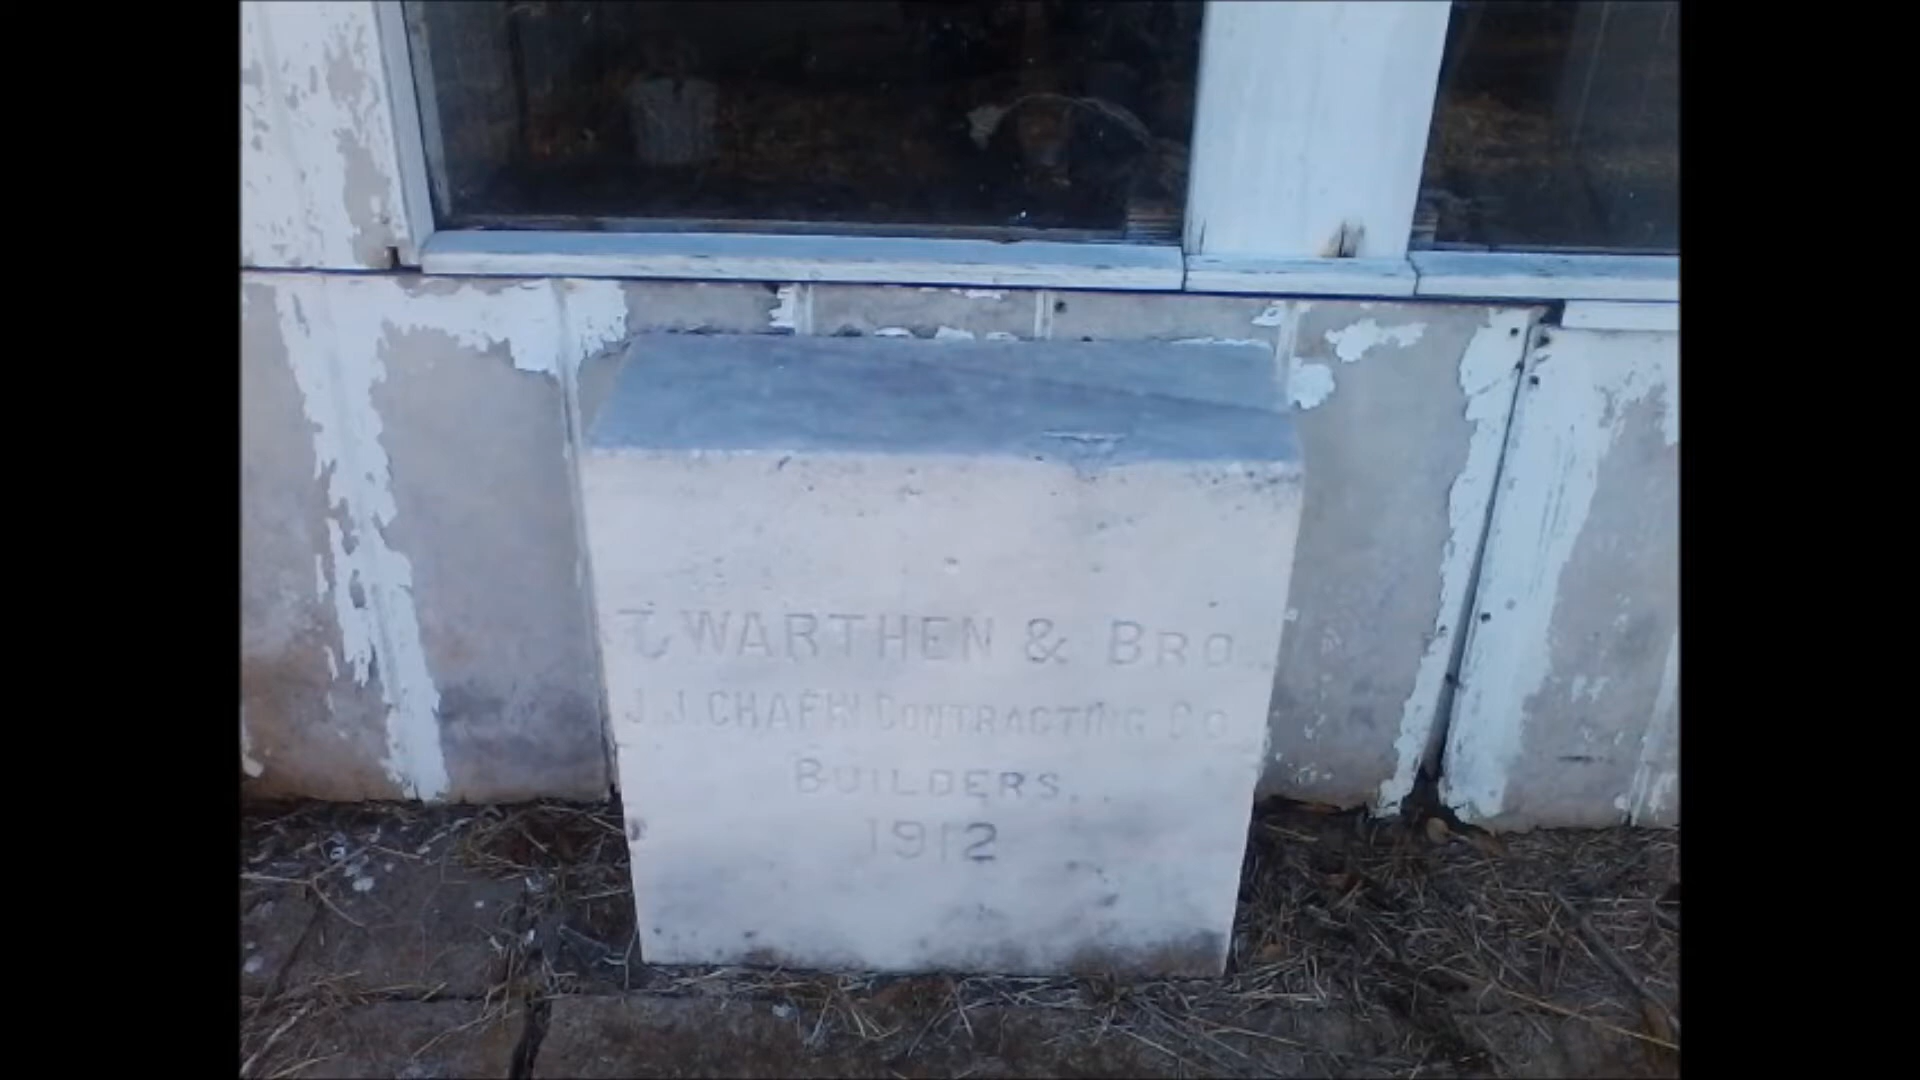 WARTHEN & BRO.
J. J. CHAFIN CONTRACTING CO
BUILDERS.
1912